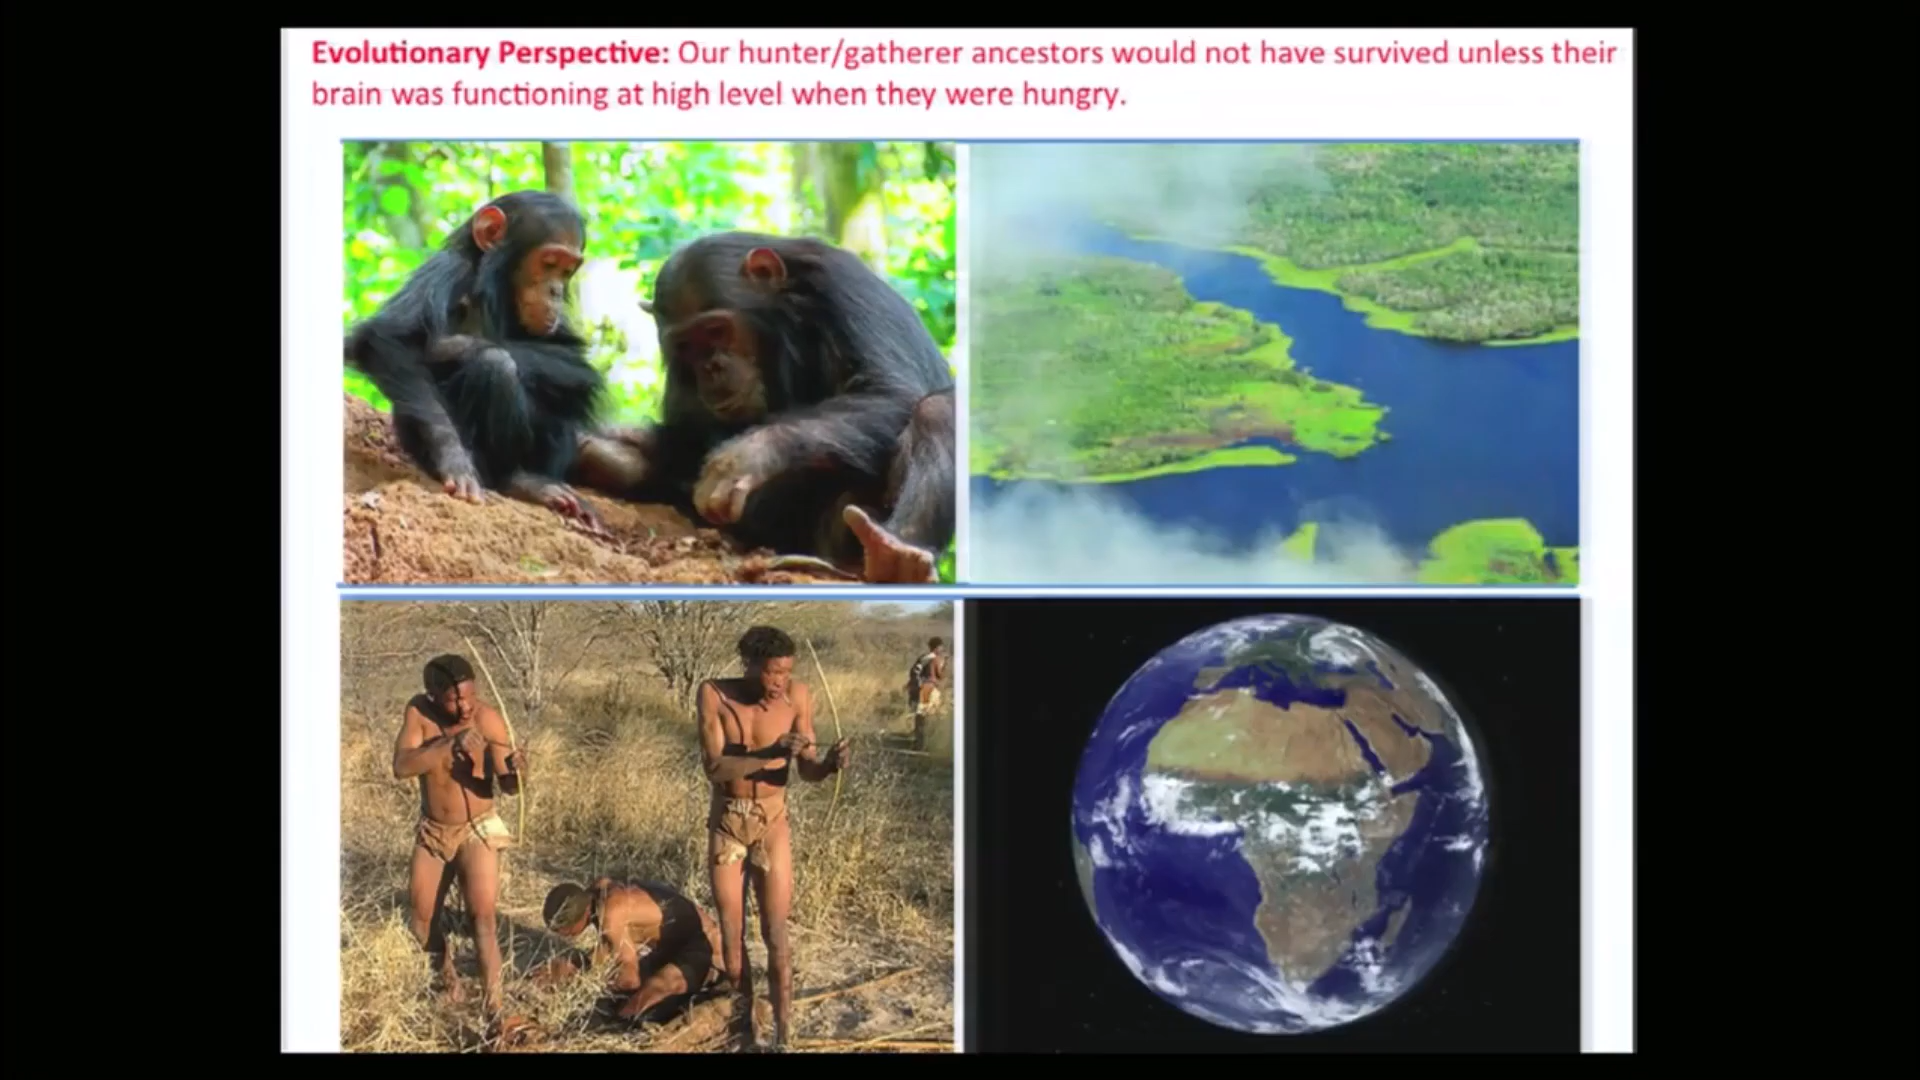 Evolutionary Perspective: Our hunter/gatherer ancestors would not have survived unless their
brain was functioning at high level when they were hungry.